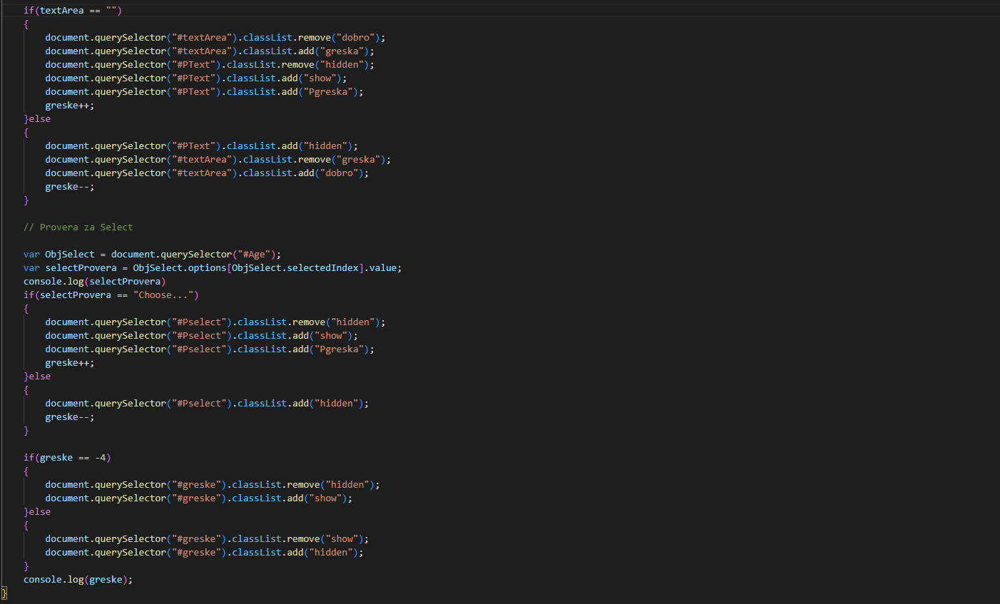 if(textArea == "")
{
document.querySelector("#textArea").classList.remove("dobro");
document.querySelector("#textArea").classList.add("greska");
document.querySelector("#PText").classList.remove("hidden");
document.querySelector("#PText").classList.add("show");
document.querySelector("#PText").classList.add("Pgreska");
greske++;
}else
{
document.querySelector("#PText").classList.add("hidden");
document.querySelector("#textArea").classList.remove("greska");
document.querySelector("#textArea").classList.add("dobro");
greske--;
}
// Provera za Select
var ObjSelect = document.querySelector("#Age");
var selectProvera = ObjSelect.options[ObjSelect.selectedIndex].value;
console.log(selectProvera)
if(selectProvera == "Choose...")
{
document.querySelector("#Pselect").classList.remove("hidden");
document.querySelector("#Pselect").classList.add("show");
document.querySelector("#Pselect").classList.add("Pgreska");
greske++;
}else
{
document.querySelector("#Pselect").classList.add("hidden");
greske--;
}
if(greske == -4)
{
document.querySelector("#greske").classList.remove("hidden");
document.querySelector("#greske").classList.add("show");
}else
{
document.querySelector("#greske").classList.remove("show");
document.querySelector("#greske").classList.add("hidden");
}
console.log(greske);
}